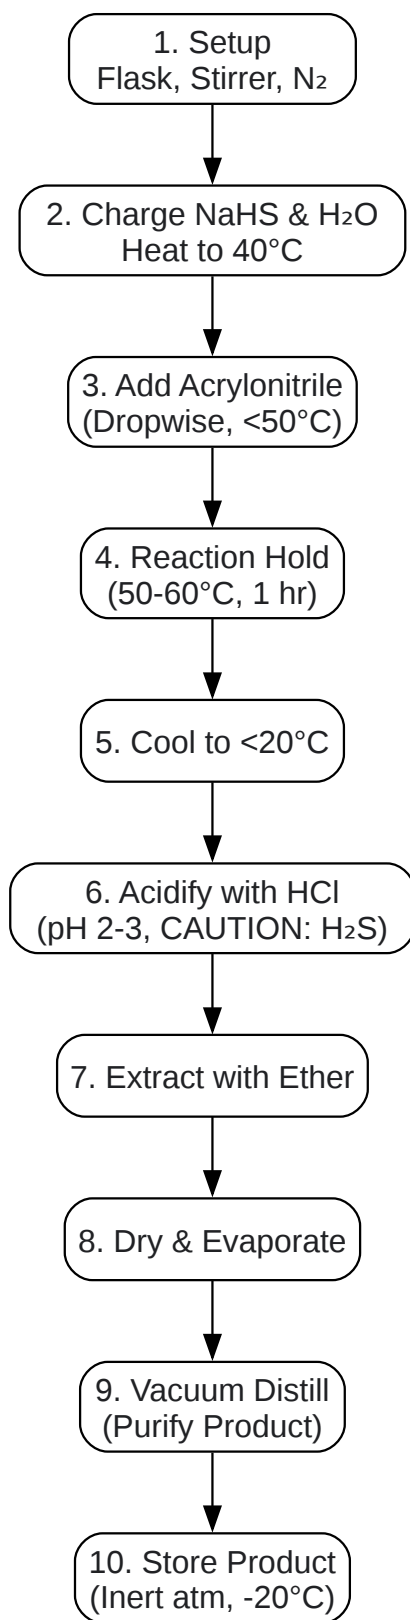 1. Setup
Flask, Stirrer, N₂
2. Charge NaHS & H₂O
Heat to 40°C
3. Add Acrylonitrile
(Dropwise, <50°C)
4. Reaction Hold
(50-60°C, 1 hr)
5. Cool to <20°C
6. Acidify with HCl
(pH 2-3, CAUTION: H₂S)
7. Extract with Ether
8. Dry & Evaporate
9. Vacuum Distill
(Purify Product)
10. Store Product
(Inert atm, -20°C)